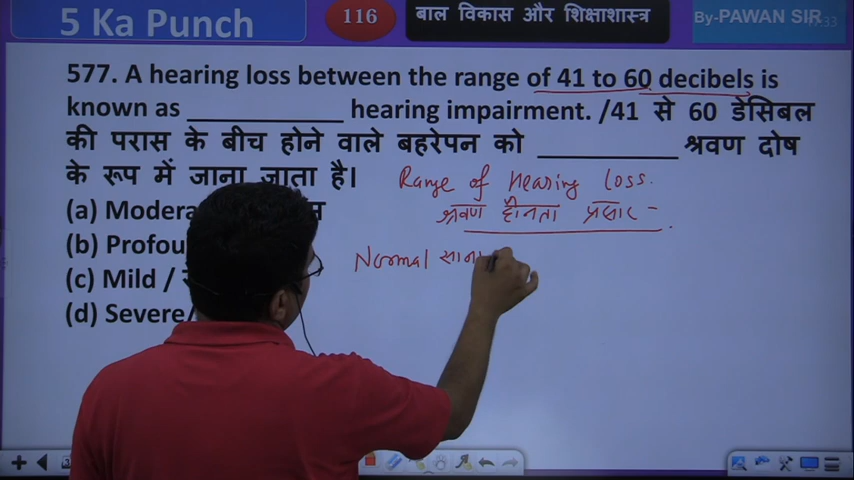 5 Ka Punch
116
बाल विकास और शिक्षाशास्त्र
By-PAWAN SIR
577. A hearing loss between the range of 41 to 60 decibels is
known as ____________ hearing impairment. /41 से 60 डेसिबल
की परास के बीच होने वाले बहरेपन को ____________ श्रवण दोष
के रूप में जाना जाता है।
Range of hearing loss.
श्रवण हीनता प्रसार -
(a) Modera
(b) Profou
Normal सामा
(c) Mild /
(d) Severe/